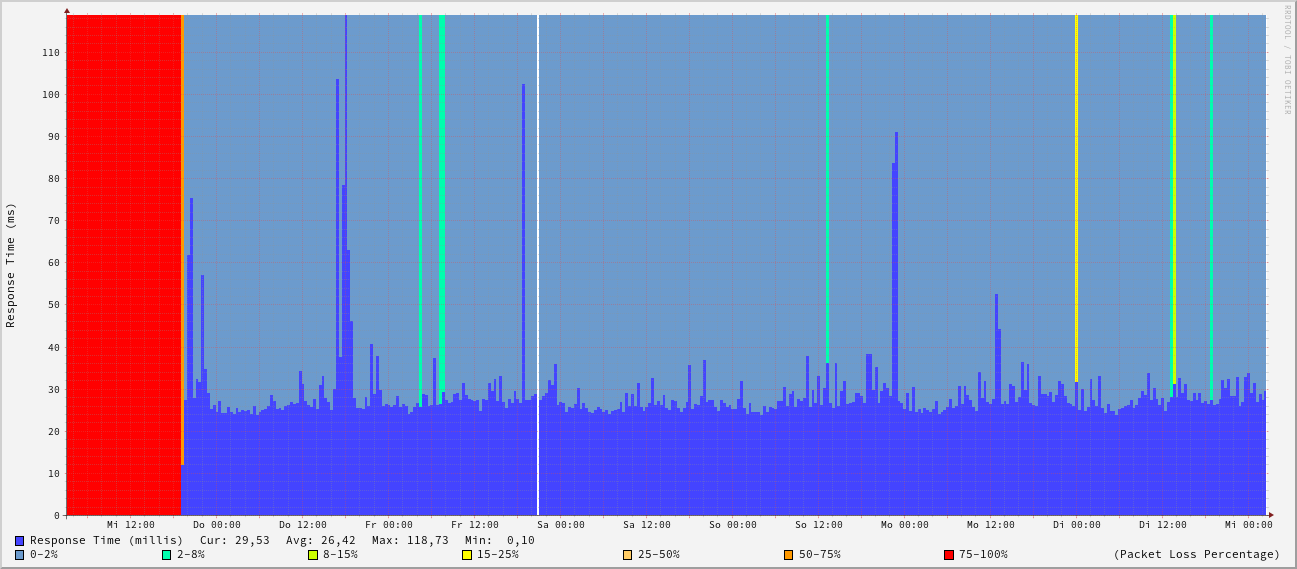 RRDTOOL / TOBI OETIKER
Response Time (ms)
110
100
90
80
70
60
50
40
30
20
10
0
Mi 12:00 Do 00:00 Do 12:00 Fr 00:00 Fr 12:00 Sa 00:00 Sa 12:00 So 00:00 So 12:00 Mo 00:00 Mo 12:00 Di 00:00 Di 12:00 Mi 00:00
Response Time (millis) Cur: 29,53 Avg: 26,42 Max: 118,73 Min: 0,10
0-2% 2-8% 8-15% 15-25% 25-50% 50-75% 75-100% (Packet Loss Percentage)